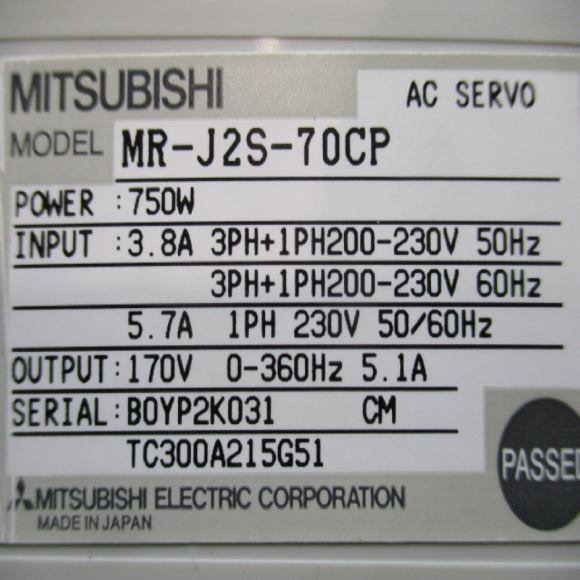 MITSUBISHI
AC SERVO
MODEL MR-J2S-70CP
POWER : 750W
INPUT : 3.8A 3PH+1PH200-230V 50Hz
3PH+1PH200-230V 60Hz
5.7A 1PH 230V 50/60Hz
OUTPUT : 170V 0-360Hz 5.1A
SERIAL : B0YP2K031 CM
TC300A215G51
PASSED
MITSUBISHI ELECTRIC CORPORATION
MADE IN JAPAN